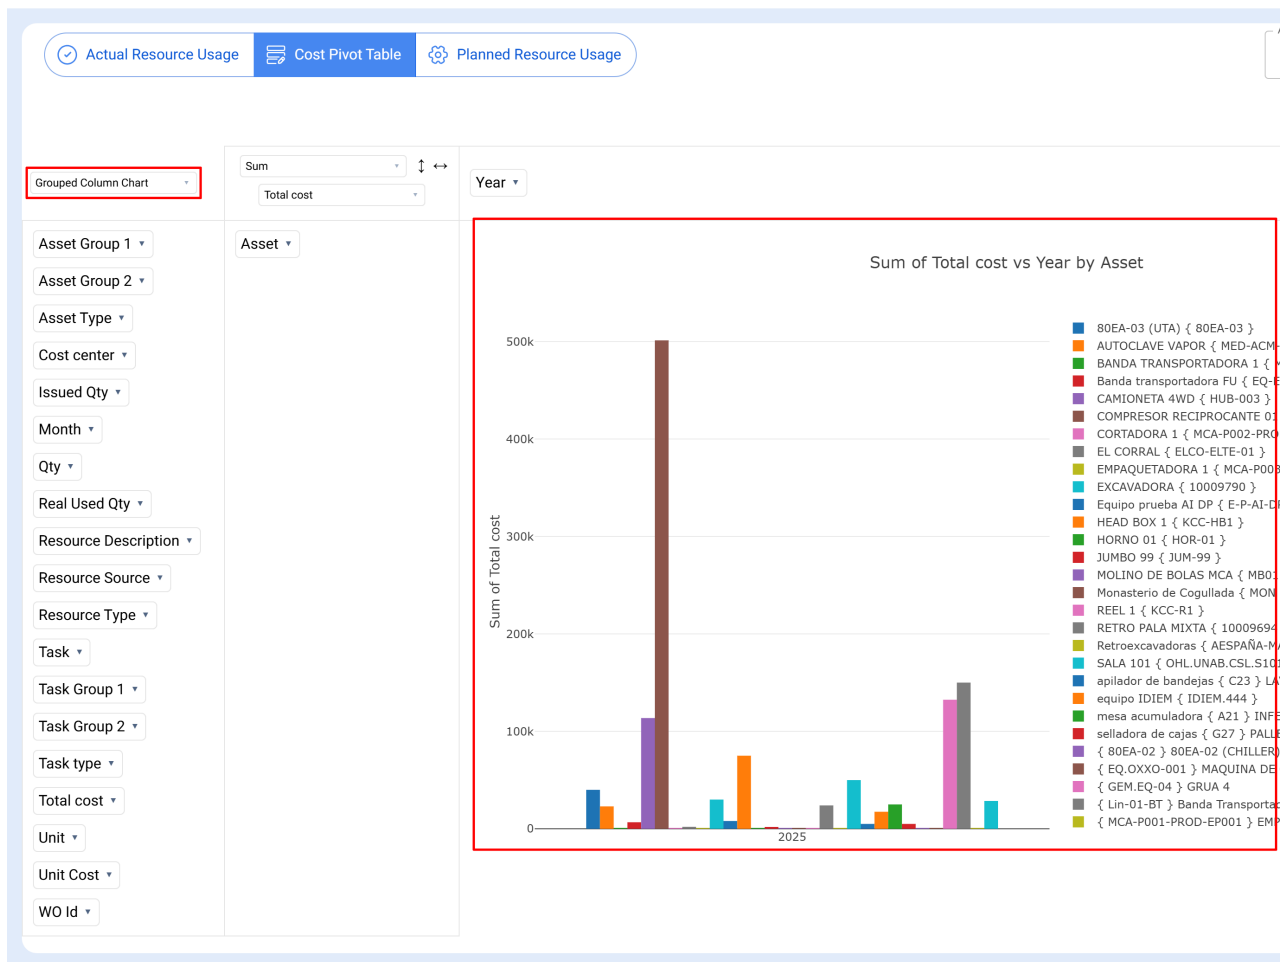 Actual Resource Usage
Cost Pivot Table
Planned Resource Usage
Grouped Column Chart
Sum
Total cost
Year
Asset Group 1
Asset Group 2
Asset Type
Cost center
Issued Qty
Month
Qty
Real Used Qty
Resource Description
Resource Source
Resource Type
Task
Task Group 1
Task Group 2
Task type
Total cost
Unit
Unit Cost
WO Id
Asset
Sum of Total cost vs Year by Asset
Sum of Total cost
500k
400k
300k
200k
100k
0
2025
80EA-03 (UTA) { 80EA-03 }
AUTOCLAVE VAPOR { MED-ACM-
BANDA TRANSPORTADORA 1 { M
Banda transportadora FU { EQ-E
CAMIONETA 4WD { HUB-003 }
COMPRESOR RECIPROCANTE 01
CORTADORA 1 { MCA-P002-PRO
EL CORRAL { ELCO-ELTE-01 }
EMPAQUETADORA 1 { MCA-P003
EXCAVADORA { 10009790 }
Equipo prueba AI DP { E-P-AI-DP
HEAD BOX 1 { KCC-HB1 }
HORNO 01 { HOR-01 }
JUMBO 99 { JUM-99 }
MOLINO DE BOLAS MCA { MB01
Monasterio de Cogullada { MON
REEL 1 { KCC-R1 }
RETRO PALA MIXTA { 10009694
Retroexcavadoras { AESPAÑA-MA
SALA 101 { OHL.UNAB.CSL.S101
apilador de bandejas { C23 } LA
equipo IDIEM { IDIEM.444 }
mesa acumuladora { A21 } INFE
selladora de cajas { G27 } PALLE
{ 80EA-02 } 80EA-02 (CHILLER)
{ EQ.OXXO-001 } MAQUINA DE
{ GEM.EQ-04 } GRUA 4
{ Lin-01-BT } Banda Transportad
{ MCA-P001-PROD-EP001 } EMP